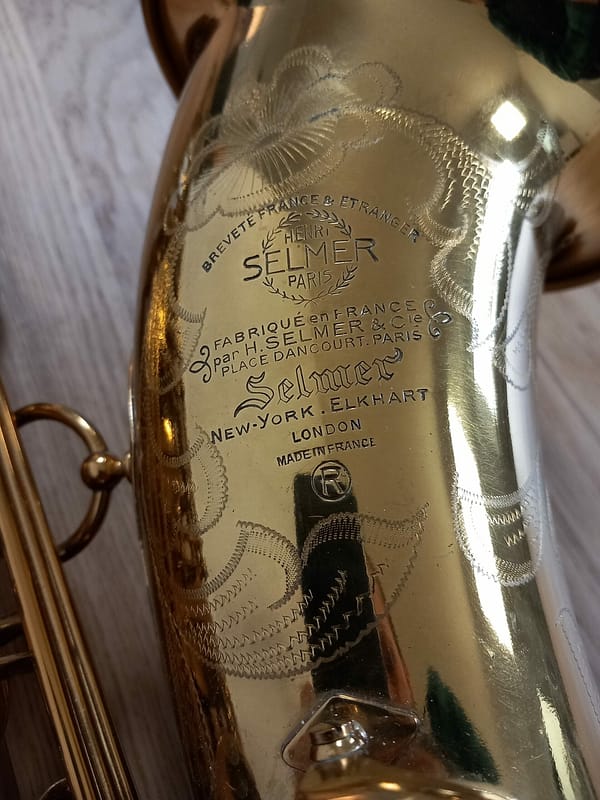 BREVETÉ FRANCE & ETRANGER
HENRI
SELMER
PARIS
FABRIQUÉ en FRANCE
par H. SELMER & Cie
PLACE DANCOURT. PARIS
Selmer
NEW-YORK . ELKHART
LONDON
MADE IN FRANCE
R